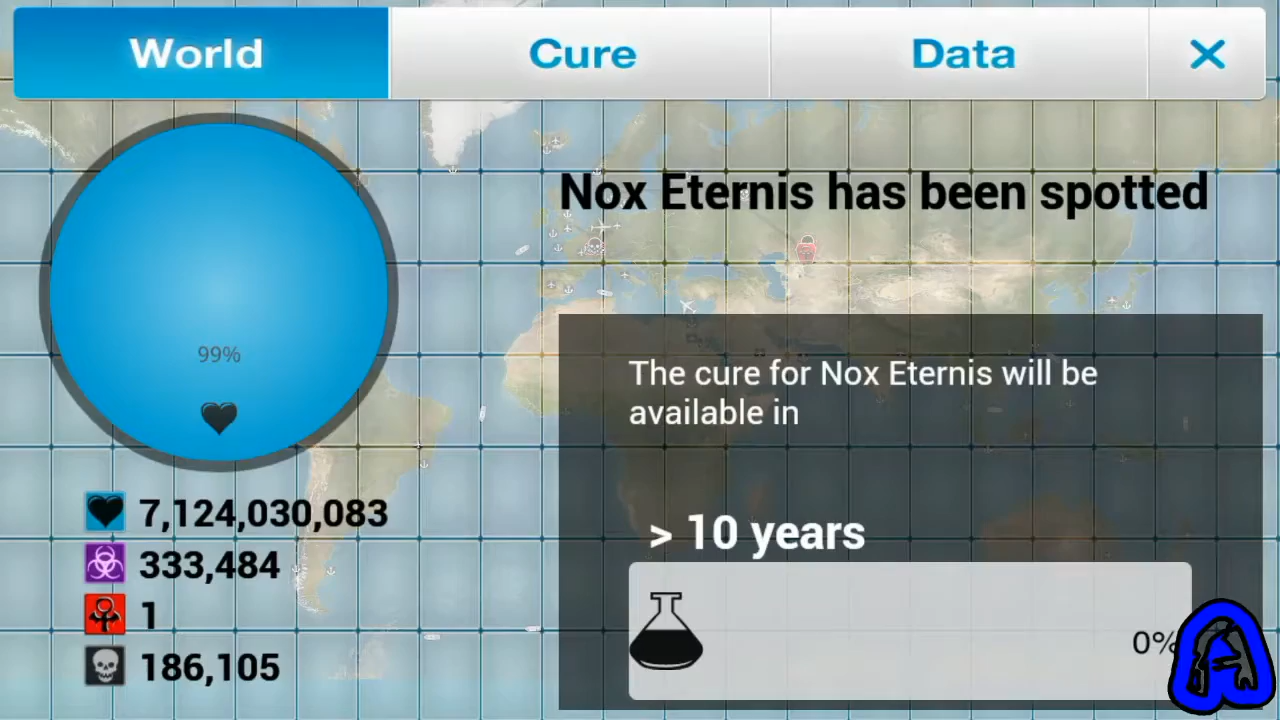 World
Cure
Data
Nox Eternis has been spotted
99%
The cure for Nox Eternis will be
available in
> 10 years
7,124,030,083
333,484
1
186,105
0%